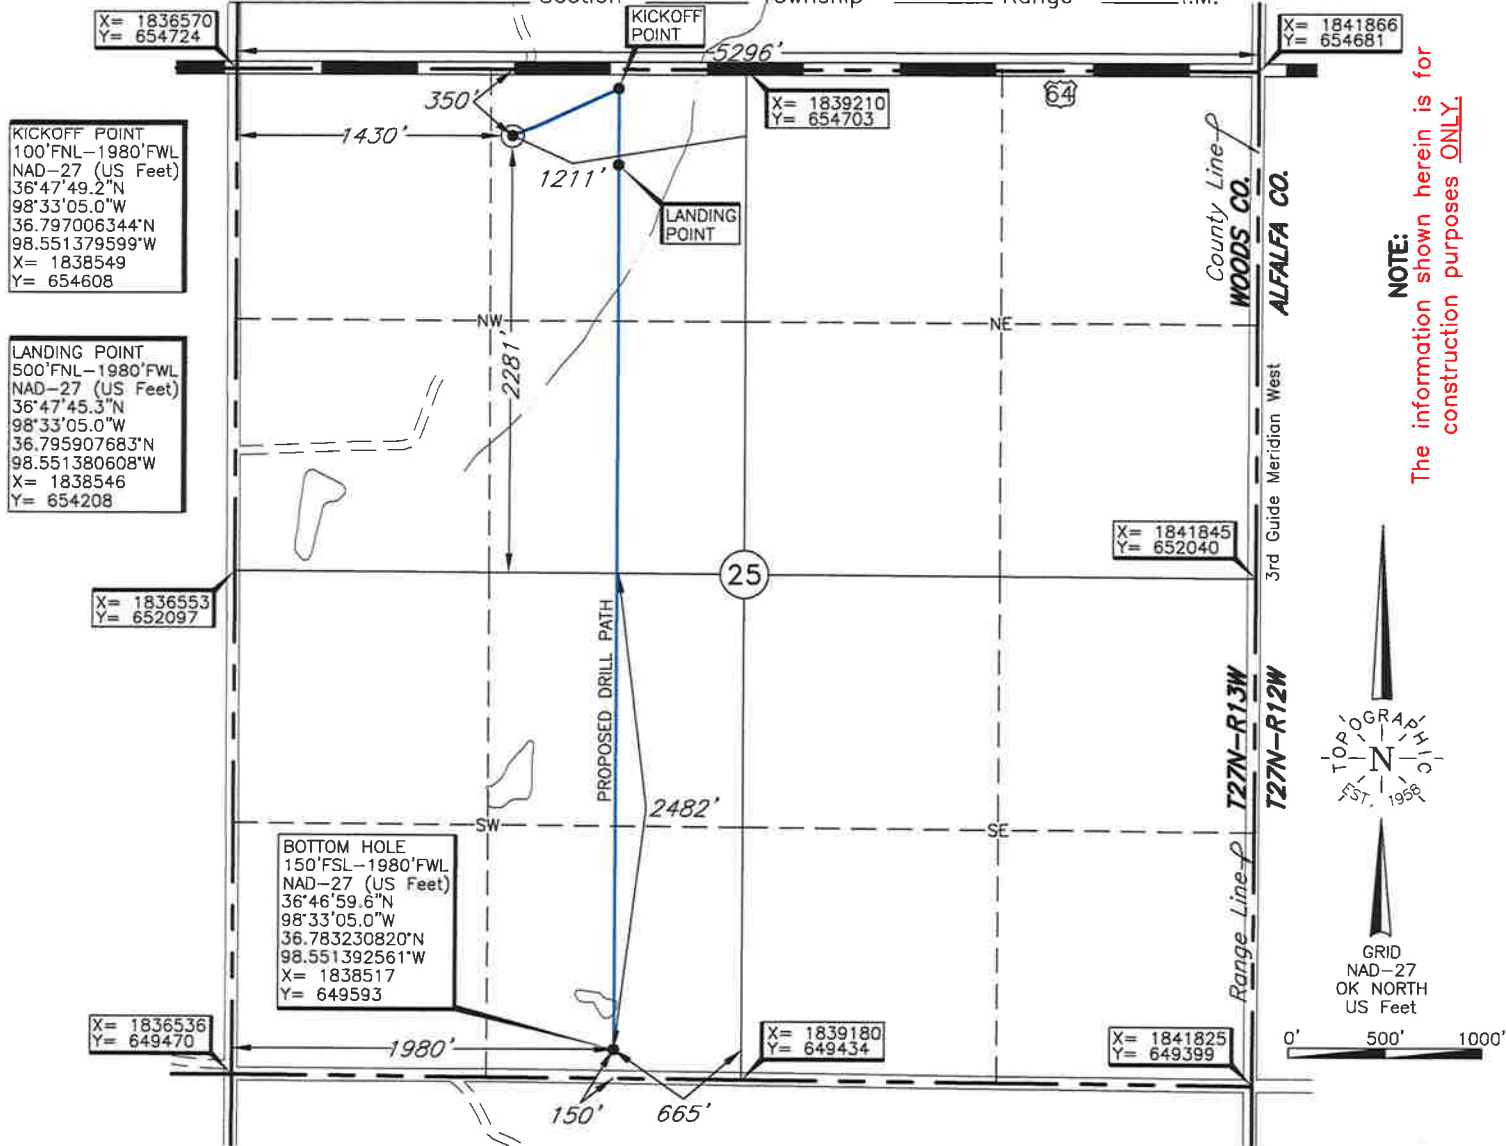 Section
Township
Range
I.M.
X= 1836570
Y= 654724
KICKOFF
POINT
5296'
X= 1841866
Y= 654681
350'
1430'
64
X= 1839210
Y= 654703
KICKOFF POINT
100'FNL-1980'FWL
NAD-27 (US Feet)
36°47'49.2"N
98°33'05.0"W
36.797006344°N
98.551379599°W
X= 1838549
Y= 654608
1211'
LANDING
POINT
County Line
WOODS CO.
ALFALFA CO.
NOTE:
The information shown herein is for
construction purposes ONLY.
NW
NE
2281'
LANDING POINT
500'FNL-1980'FWL
NAD-27 (US Feet)
36°47'45.3"N
98°33'05.0"W
36.795907683°N
98.551380608°W
X= 1838546
Y= 654208
3rd Guide Meridian West
X= 1841845
Y= 652040
25
X= 1836553
Y= 652097
PROPOSED DRILL PATH
T27N-R13W
T27N-R12W
TOPOGRAPHIC
N
EST. 1958
2482'
SW
SE
BOTTOM HOLE
150'FSL-1980'FWL
NAD-27 (US Feet)
36°46'59.6"N
98°33'05.0"W
36.783230820°N
98.551392561°W
X= 1838517
Y= 649593
Range Line
GRID
NAD-27
OK NORTH
US Feet
0' 500' 1000'
X= 1836536
Y= 649470
1980'
X= 1839180
Y= 649434
X= 1841825
Y= 649399
150'
665'